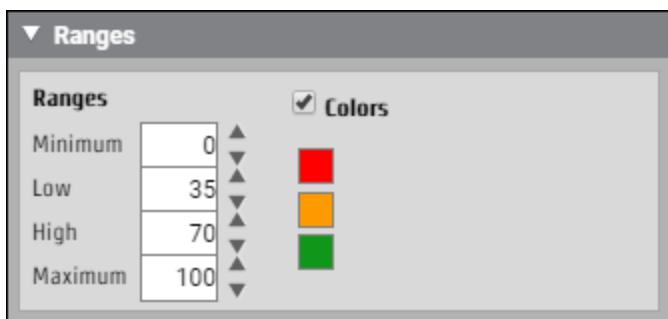 Ranges
Ranges
Colors
Minimum 0
Low 35
High 70
Maximum 100